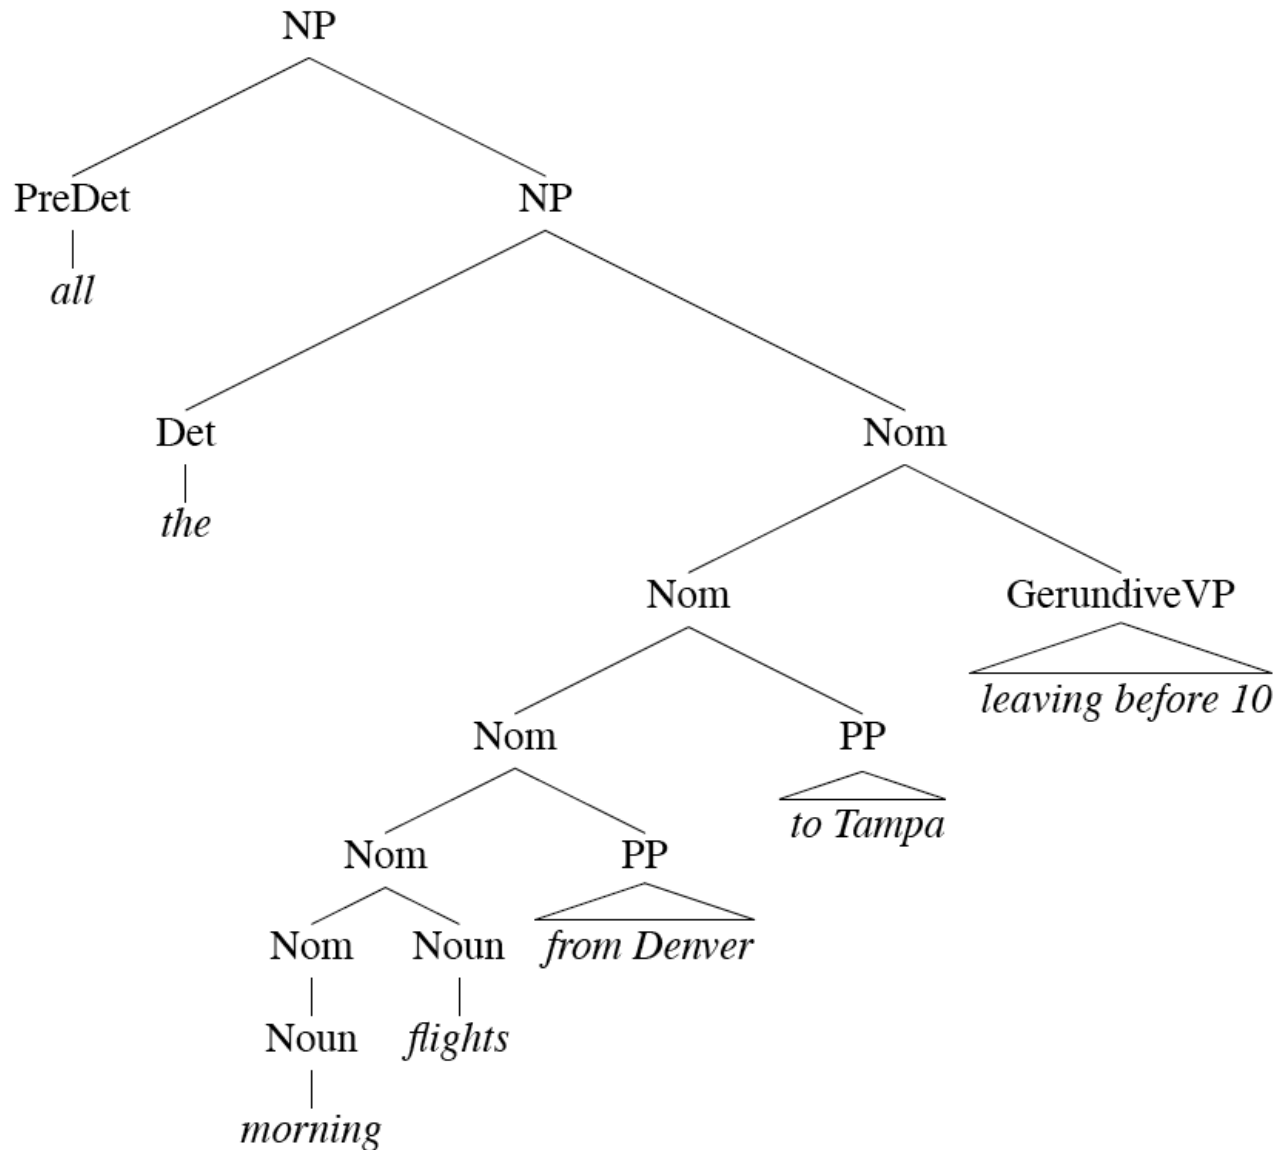 NP
PreDet NP
all
Det Nom
the
Nom GerundiveVP
leaving before 10
Nom PP
to Tampa
Nom PP
Nom Noun from Denver
Noun flights
morning